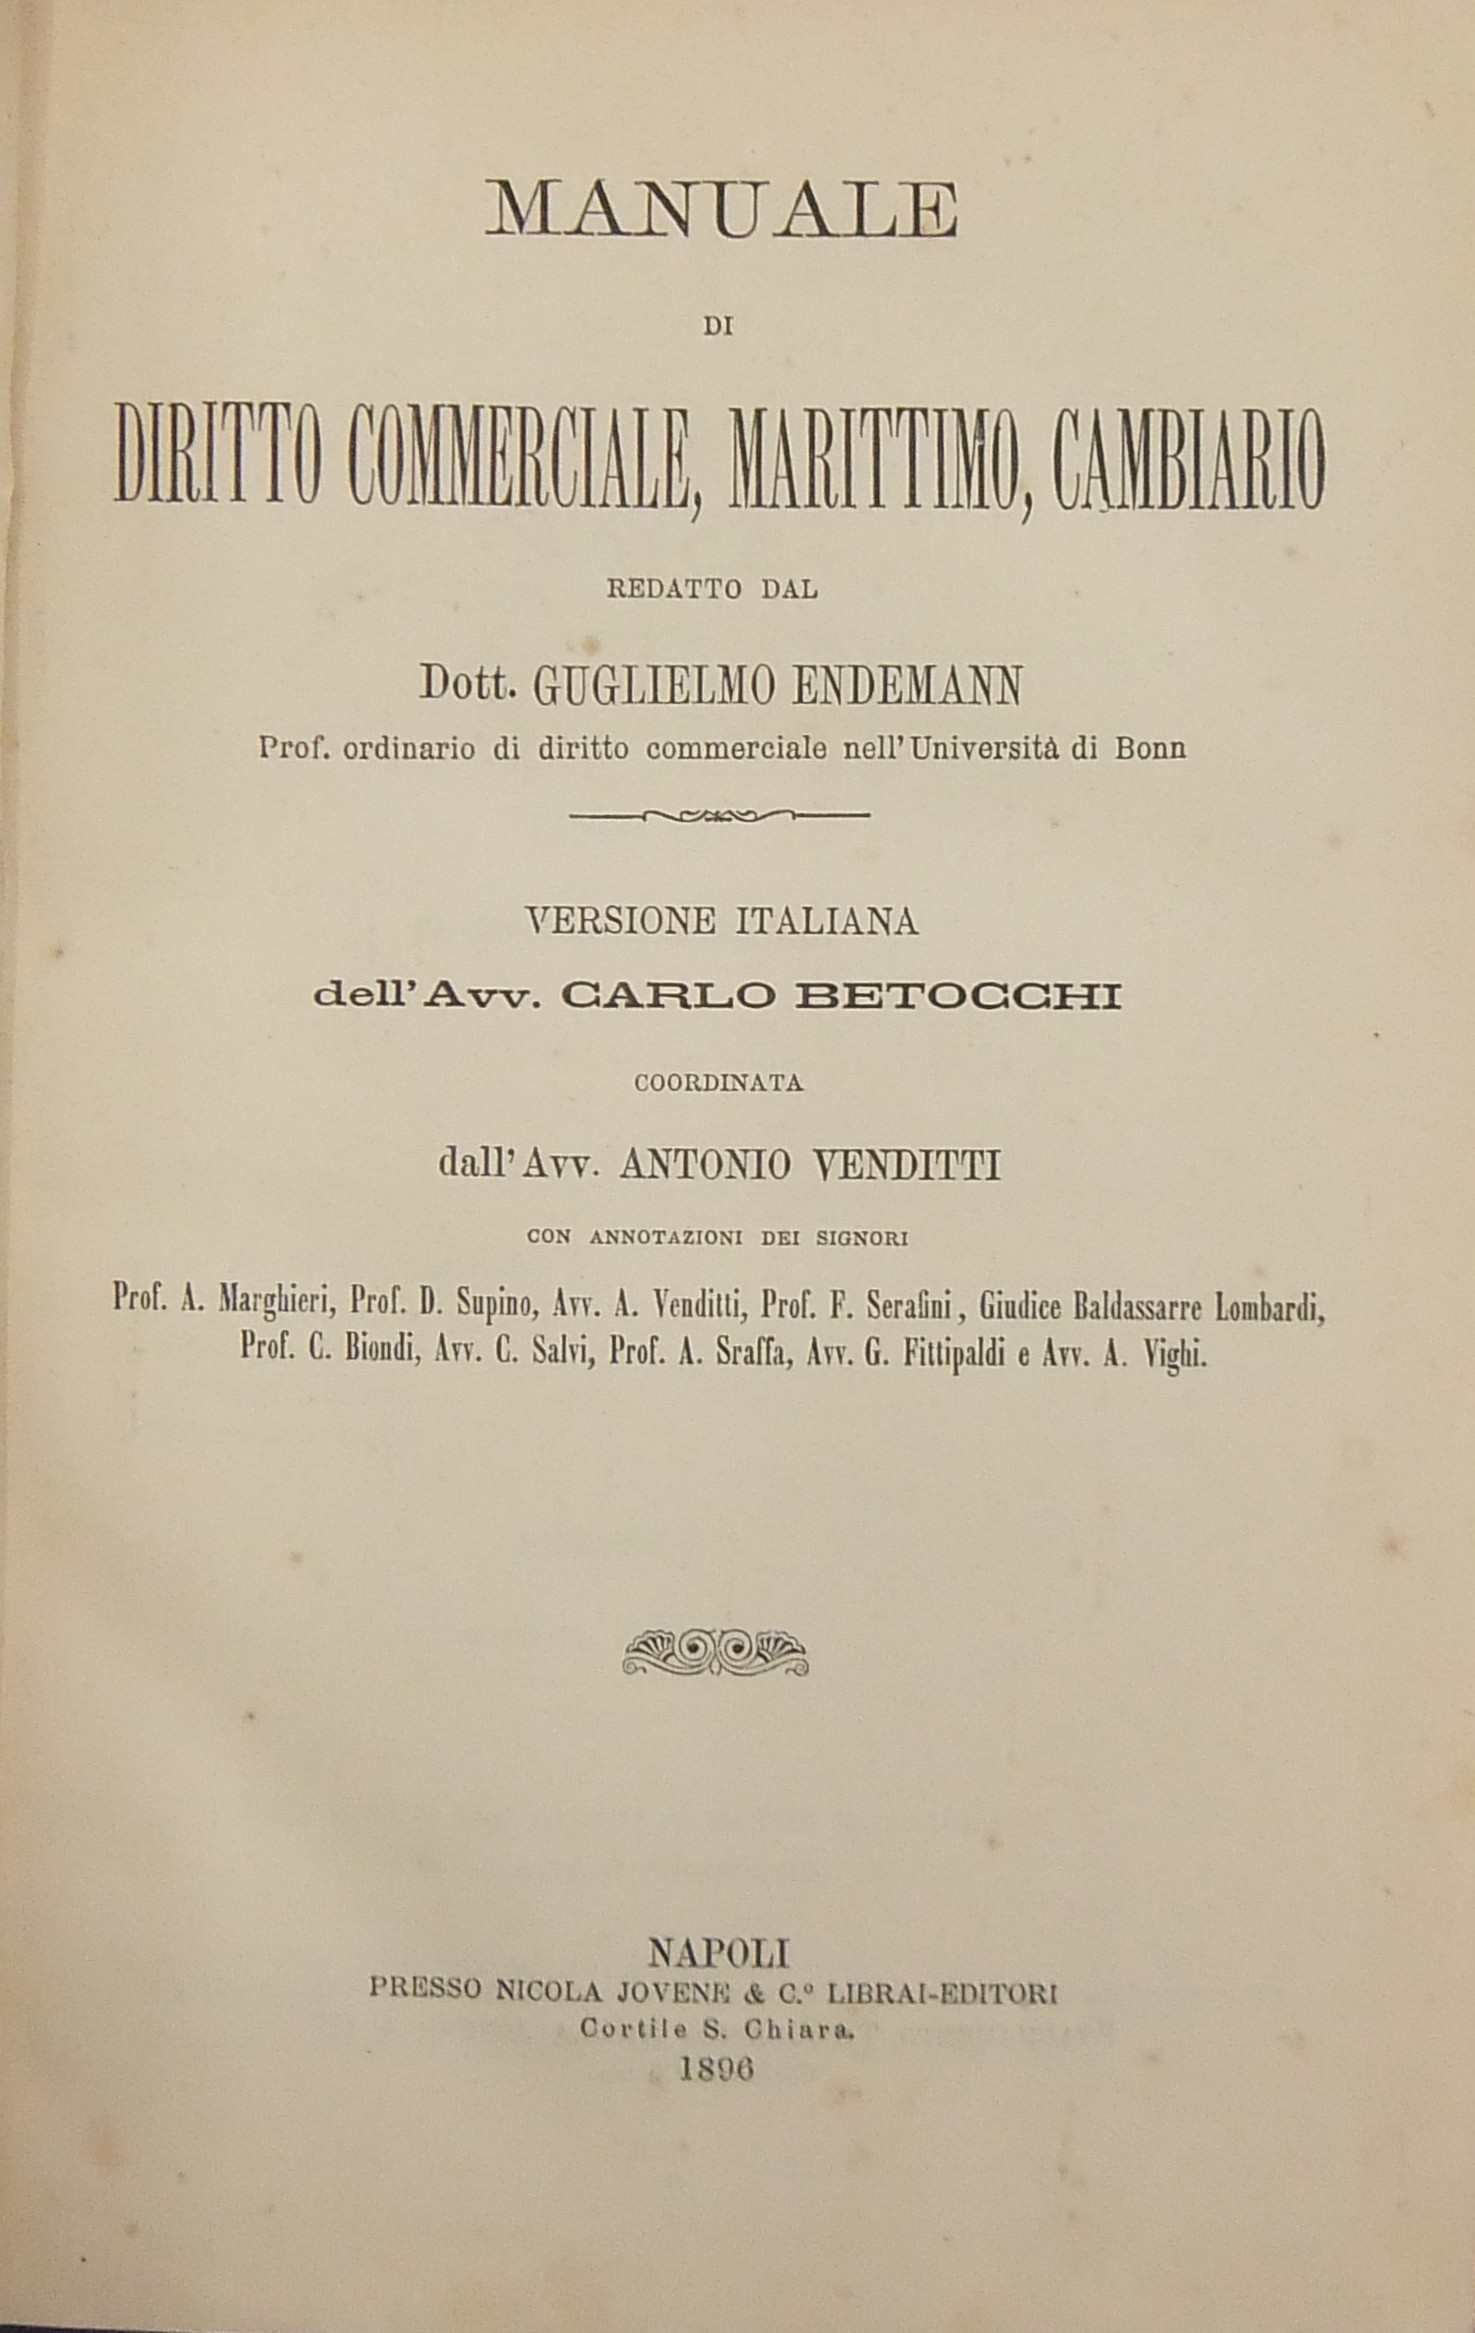 MANUALE
DI
DIRITTO COMMERCIALE, MARITTIMO, CAMBIARIO
REDATTO DAL
Dott. GUGLIELMO ENDEMANN
Prof. ordinario di diritto commerciale nell'Università di Bonn
VERSIONE ITALIANA
dell'Avv. CARLO BETOCCHI
COORDINATA
dall'Avv. ANTONIO VENDITTI
CON ANNOTAZIONI DEI SIGNORI
Prof. A. Marghieri, Prof. D. Supino, Avv. A. Venditti, Prof. F. Serafini, Giudice Baldassarre Lombardi,
Prof. C. Biondi, Avv. C. Salvi, Prof. A. Sraffa, Avv. G. Fittipaldi e Avv. A. Vighi.
NAPOLI
PRESSO NICOLA JOVENE & C.º LIBRAI-EDITORI
Cortile S. Chiara.
1896